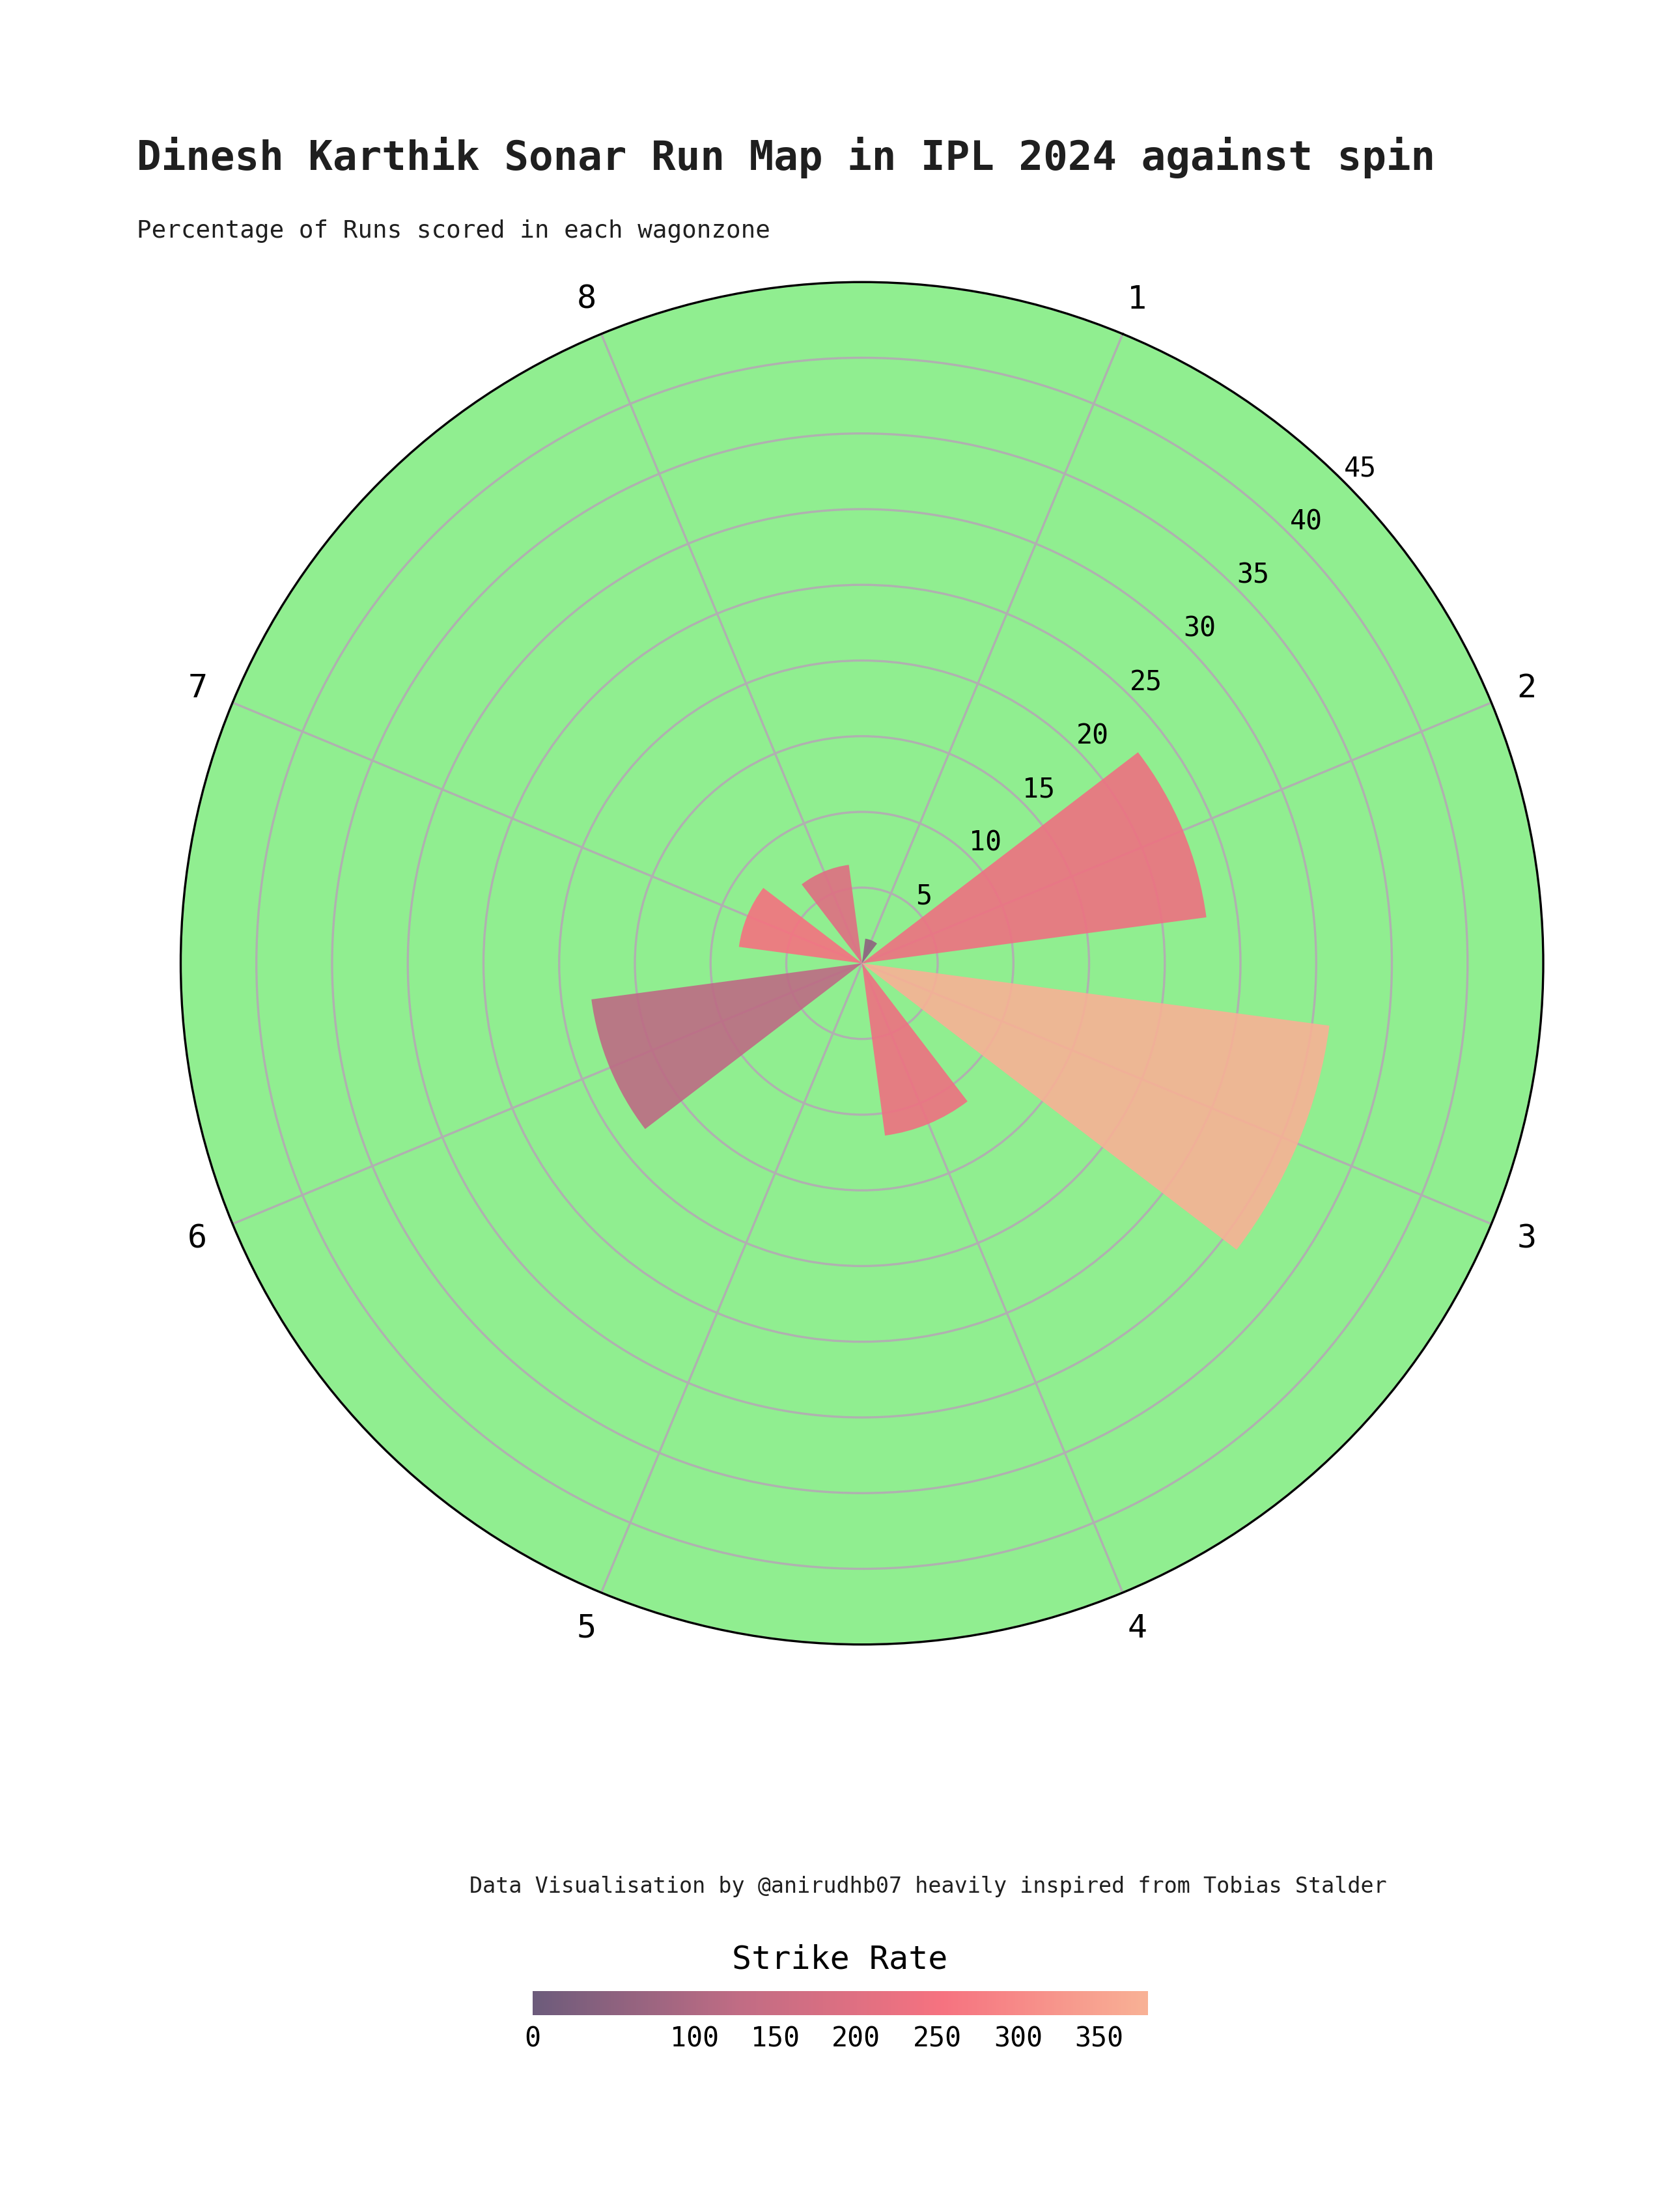 Dinesh Karthik Sonar Run Map in IPL 2024 against spin
Percentage of Runs scored in each wagonzone
8 1
45
40
35
30
7 2
25
20
15
10
5
6 3
5 4
Data Visualisation by @anirudhb07 heavily inspired from Tobias Stalder
Strike Rate
0 100 150 200 250 300 350